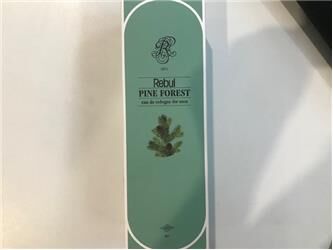 R
Rebul
PINE FOREST
eau de cologne for men